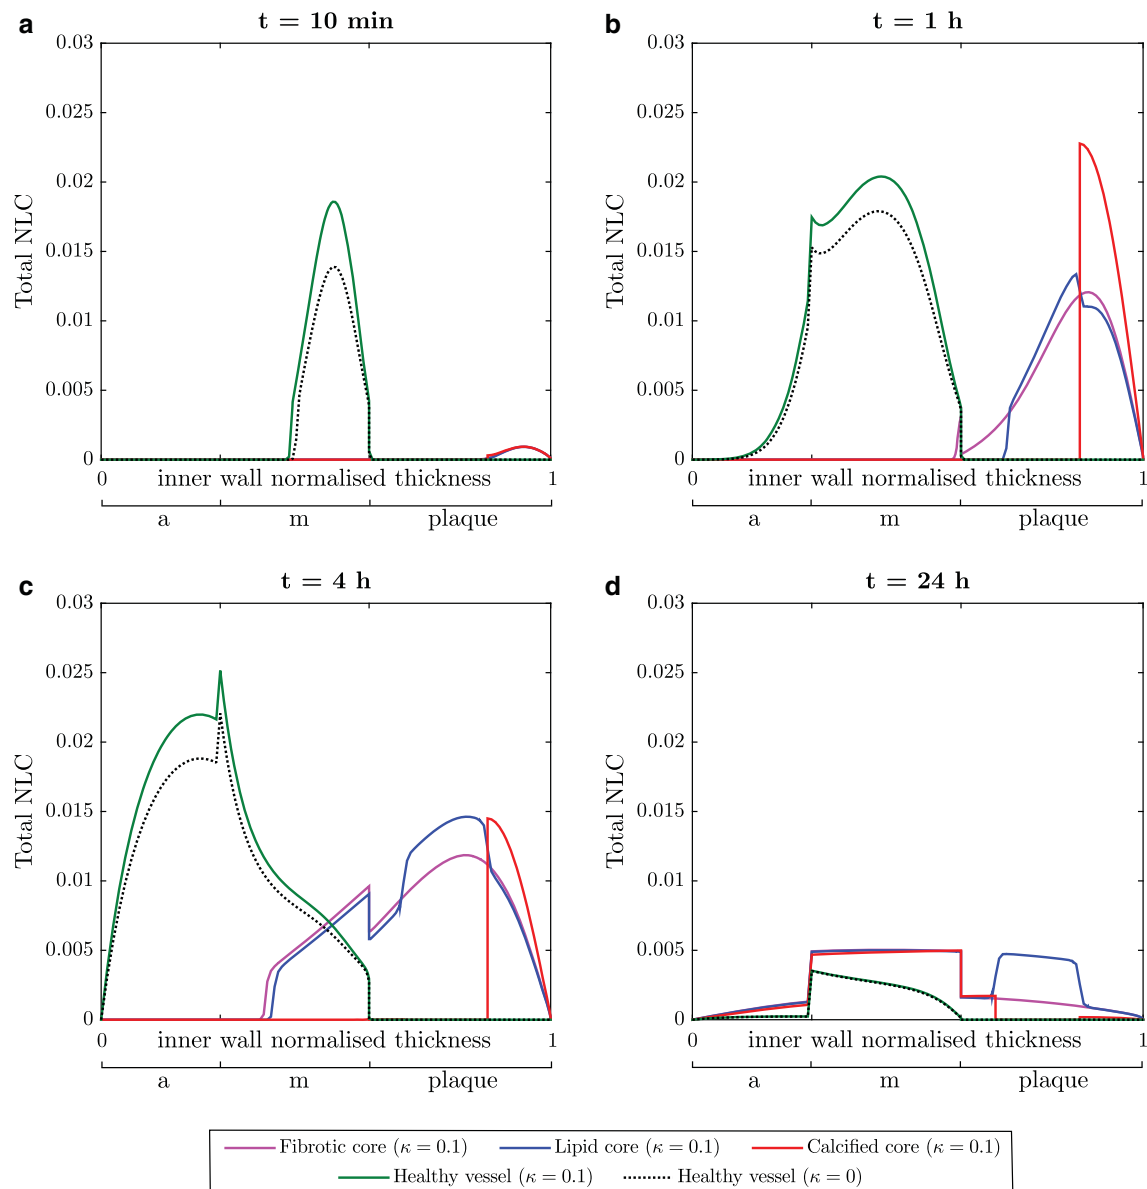 a
t = 10 min
0.03
0.025
0.02
0.015
0.01
0.005
0
Total NLC
0 inner wall normalised thickness 1
a m plaque
b
t = 1 h
0.03
0.025
0.02
0.015
0.01
0.005
0
Total NLC
0 inner wall normalised thickness 1
a m plaque
c
t = 4 h
0.03
0.025
0.02
0.015
0.01
0.005
0
Total NLC
0 inner wall normalised thickness 1
a m plaque
d
t = 24 h
0.03
0.025
0.02
0.015
0.01
0.005
0
Total NLC
0 inner wall normalised thickness 1
a m plaque
Fibrotic core (κ = 0.1) Lipid core (κ = 0.1) Calcified core (κ = 0.1)
Healthy vessel (κ = 0.1) Healthy vessel (κ = 0)